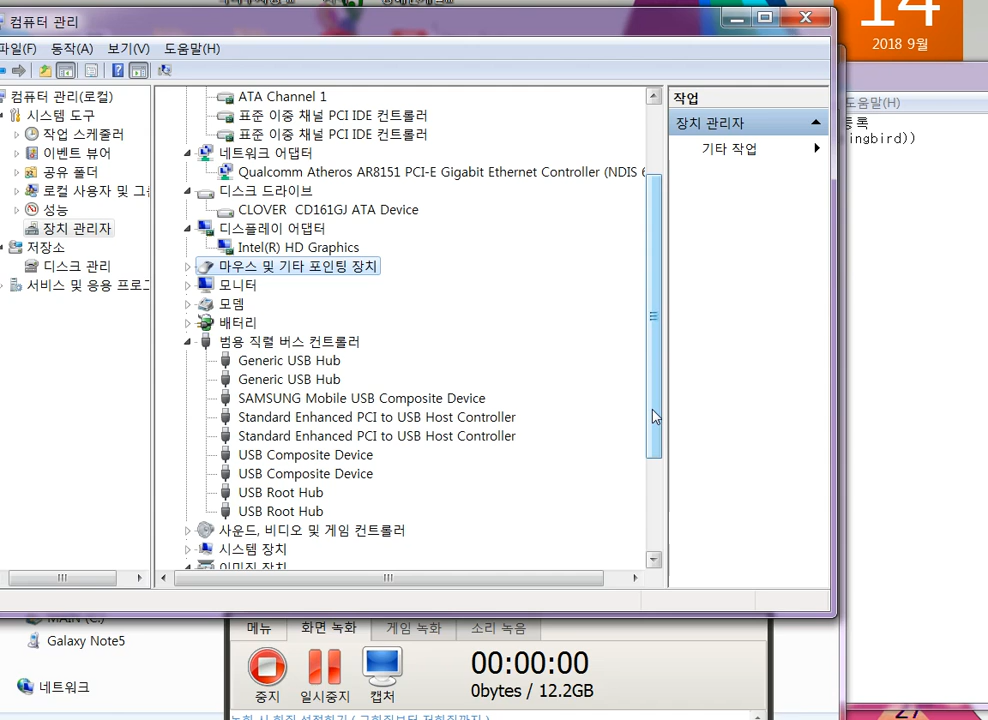 컴퓨터 관리
파일(F) 동작(A) 보기(V) 도움말(H)
컴퓨터 관리(로컬)
시스템 도구
작업 스케줄러
이벤트 뷰어
공유 폴더
로컬 사용자 및 그룹
성능
장치 관리자
저장소
디스크 관리
서비스 및 응용 프로그
ATA Channel 1
표준 이중 채널 PCI IDE 컨트롤러
표준 이중 채널 PCI IDE 컨트롤러
네트워크 어댑터
Qualcomm Atheros AR8151 PCI-E Gigabit Ethernet Controller (NDIS 6
디스크 드라이브
CLOVER CD161GJ ATA Device
디스플레이 어댑터
Intel(R) HD Graphics
마우스 및 기타 포인팅 장치
모니터
모뎀
배터리
범용 직렬 버스 컨트롤러
Generic USB Hub
Generic USB Hub
SAMSUNG Mobile USB Composite Device
Standard Enhanced PCI to USB Host Controller
Standard Enhanced PCI to USB Host Controller
USB Composite Device
USB Composite Device
USB Root Hub
USB Root Hub
사운드, 비디오 및 게임 컨트롤러
시스템 장치
이미징 장치
작업
장치 관리자
기타 작업
14
2018 9월
도움말(H)
등록
ingbird))
MAIN (C:)
Galaxy Note5
네트워크
메뉴 화면 녹화 게임 녹화 소리 녹음
중지 일시중지 캡처
00:00:00
0bytes / 12.2GB
27